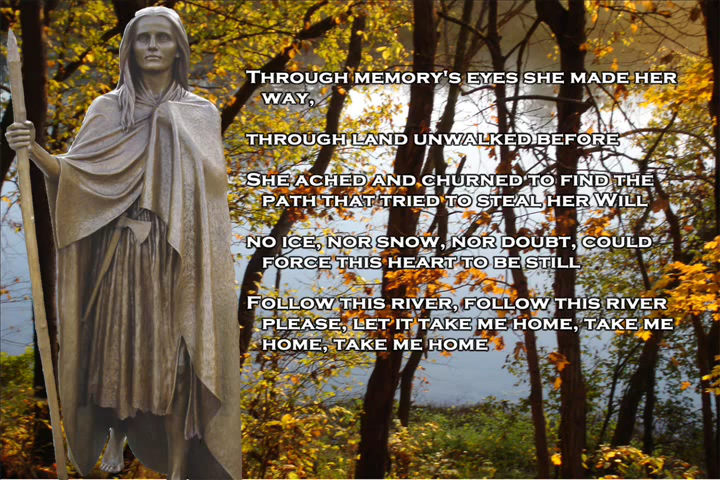 Through memory's eyes she made her
way,
through land unwalked before
She ached and churned to find the
path that tried to steal her Will
no ice, nor snow, nor doubt, could
force this heart to be still
Follow this river, follow this river
please, let it take me home, take me
home, take me home